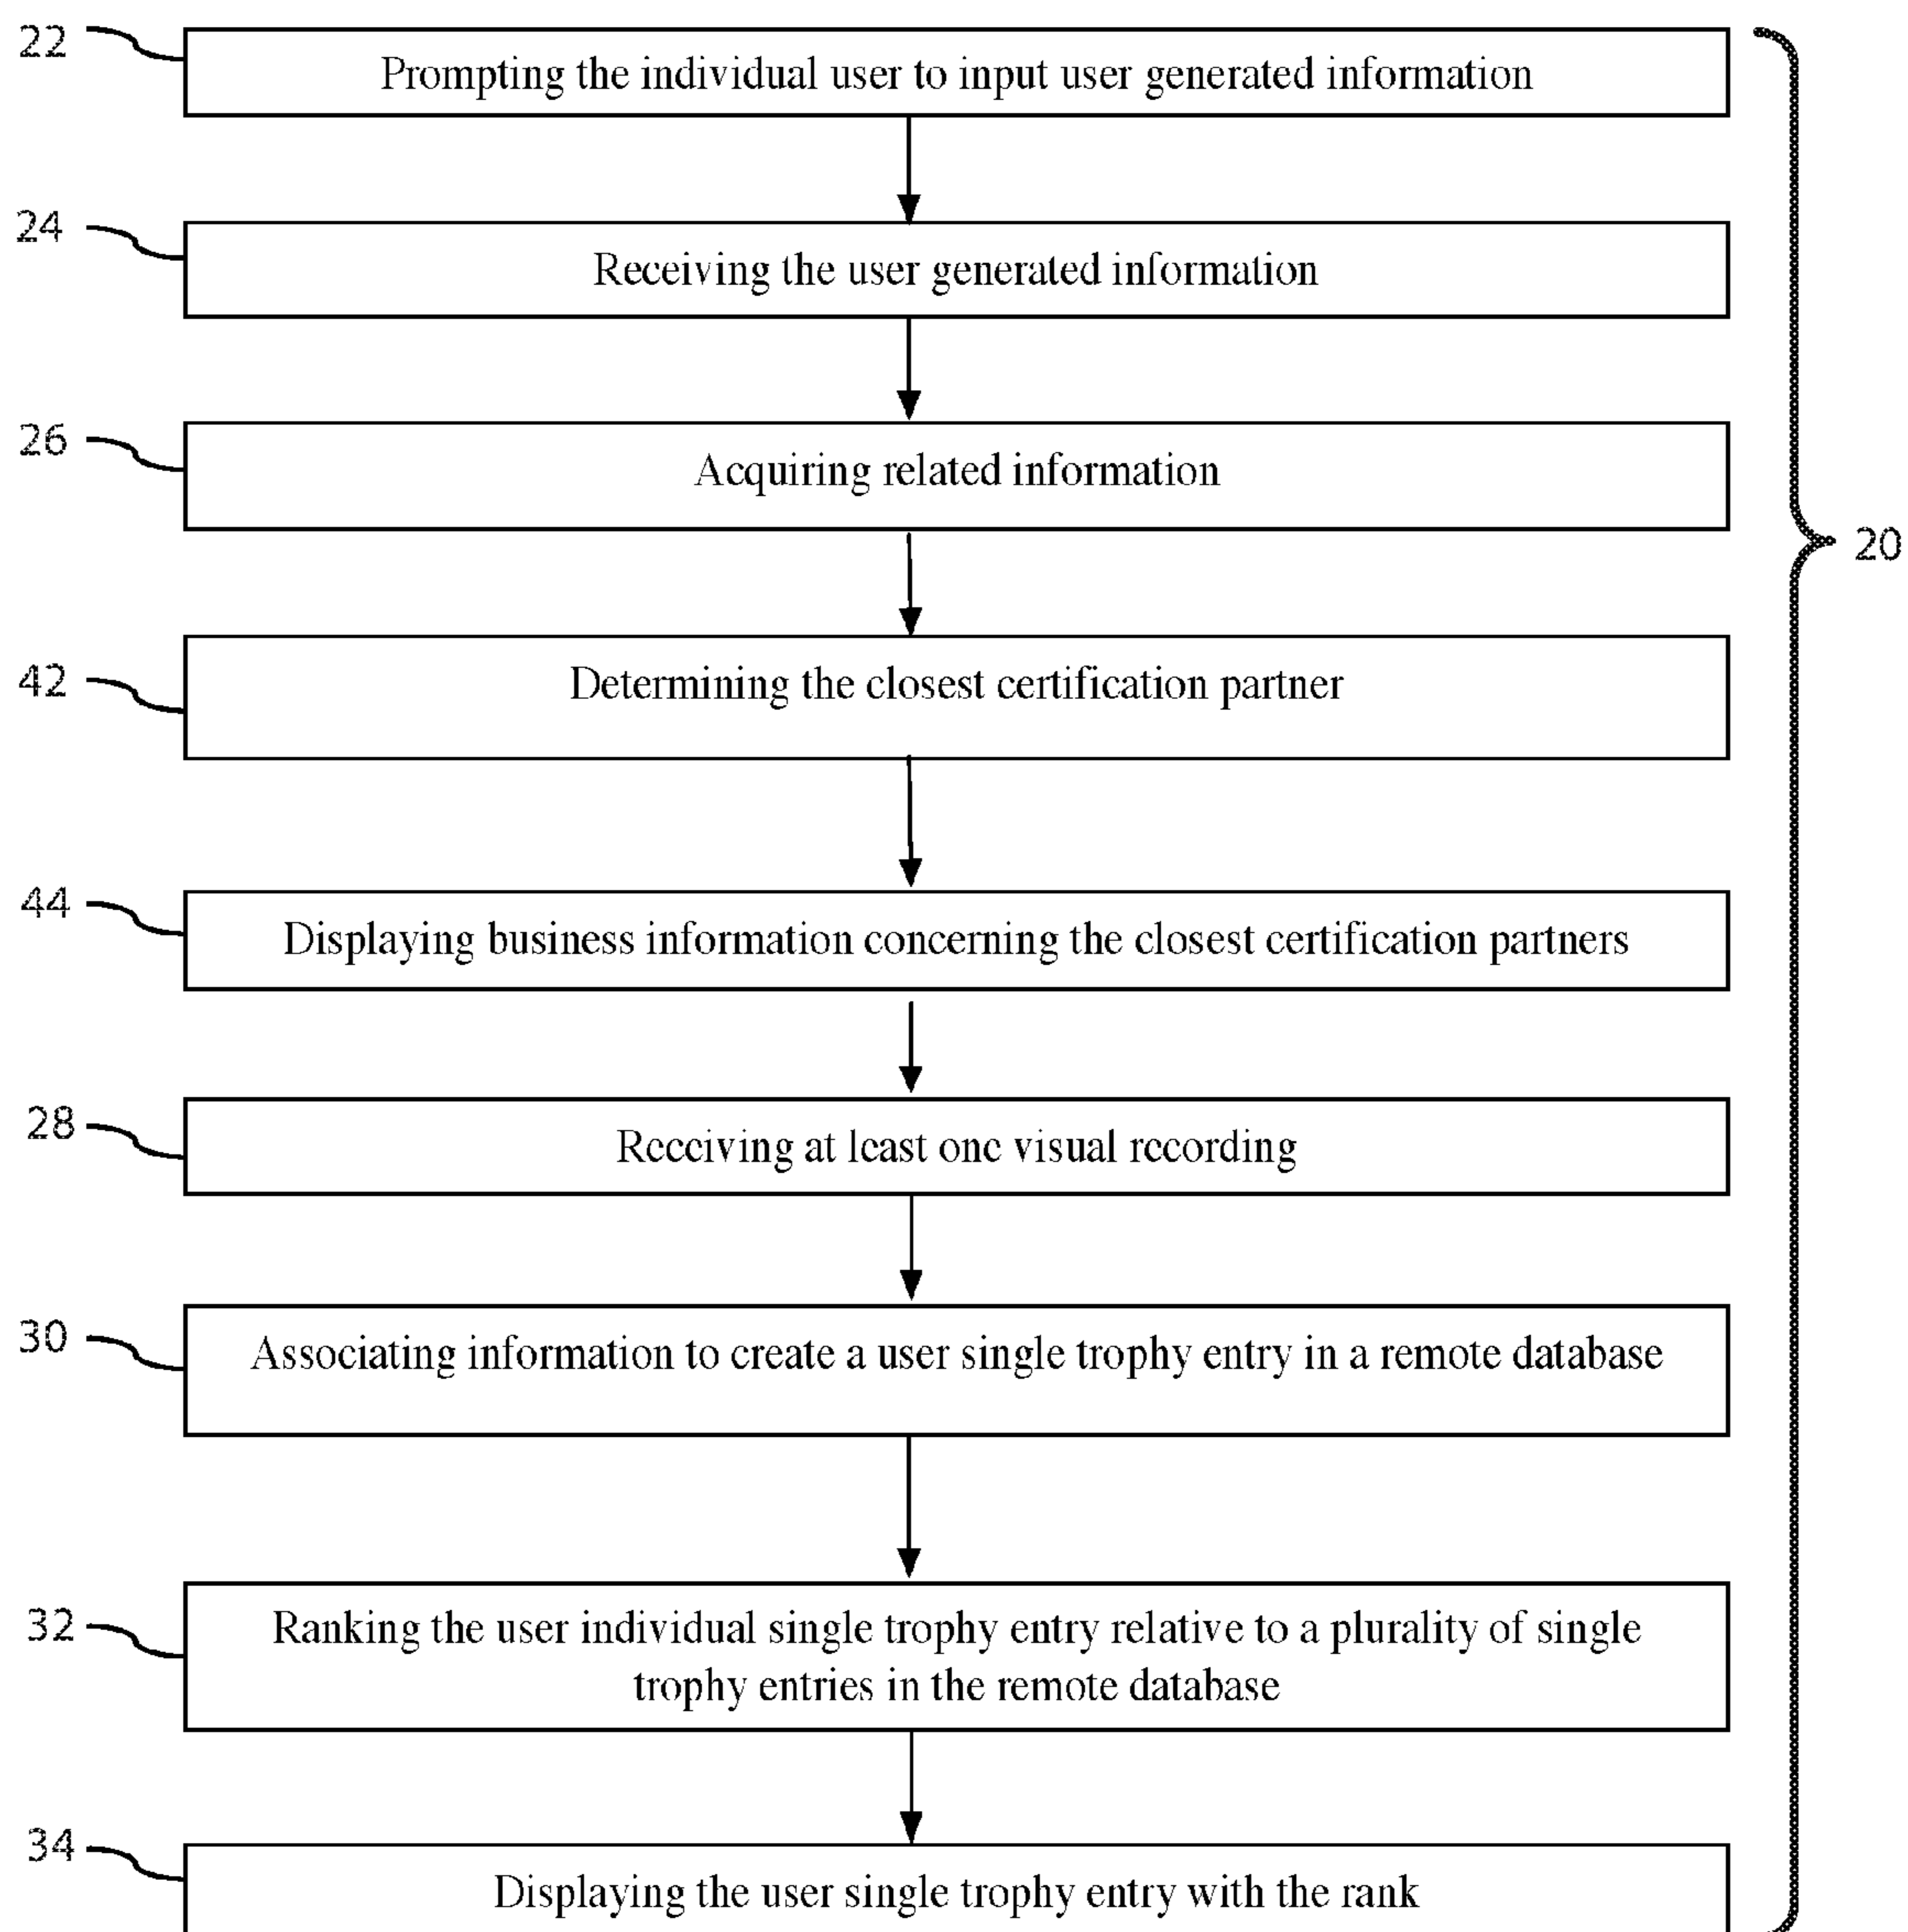 22
Prompting the individual user to input user generated information
24
Receiving the user generated information
26
Acquiring related information
20
42
Determining the closest certification partner
44
Displaying business information concerning the closest certification partners
28
Receiving at least one visual recording
30
Associating information to create a user single trophy entry in a remote database
32
Ranking the user individual single trophy entry relative to a plurality of single
trophy entries in the remote database
34
Displaying the user single trophy entry with the rank